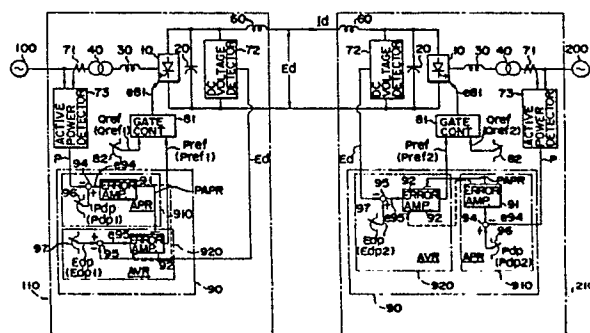 60 Id 60
100 71 40 30 10 20 72 72 20 10 30 40 71 200
DC VOLTAGE DETECTOR
Ed
DC VOLTAGE DETECTOR
73
ACTIVE POWER DETECTOR
e81
e81
73
ACTIVE POWER DETECTOR
Qref (Qref1)
GATE CONT.
81
81
GATE CONT.
Qref (Qref2)
P
82
Pref (Pref1)
Ed
Ed
Pref (Pref2)
82
P
94
e94
91
ERROR AMP.
96
Pdp (Pdp1)
APR
910
PAPR
97
e95
95
Edp (Edp1)
ERROR AMP.
92
AVR
920
95
92
ERROR AMP.
PAPR
97
e95
92
Edp (Edp2)
AVR
ERROR AMP.
91
94
e94
96
Pdp (Pdp2)
APR
110
90
90
920
910
210